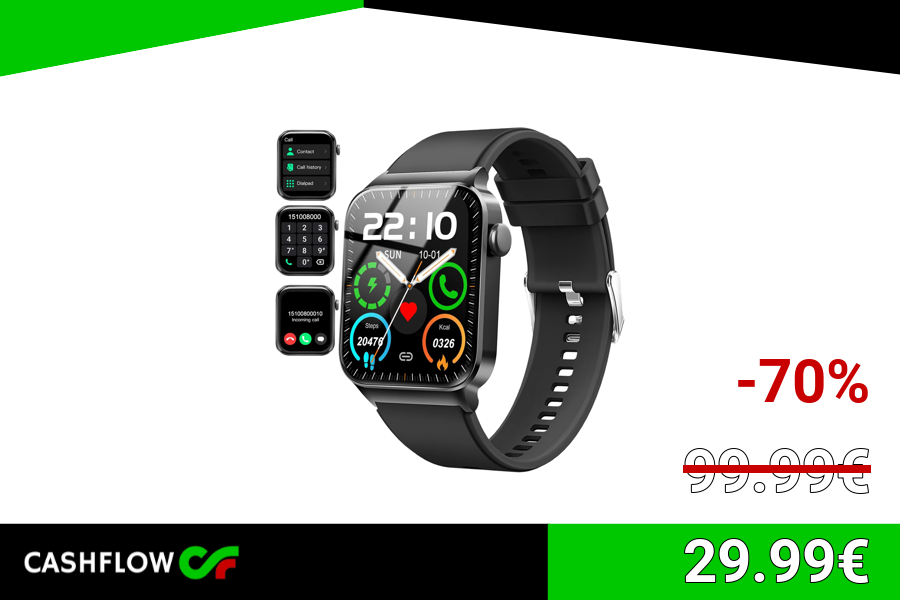 Call
Contact
Call history
Dialpad
151008000
1 2 3
4 5 6
7* 8 9#
0+
15100800010
Incoming call
22:10
SUN 10-01
Steps
20476
Kcal
0326
-70%
99.99€
CASHFLOW
29.99€